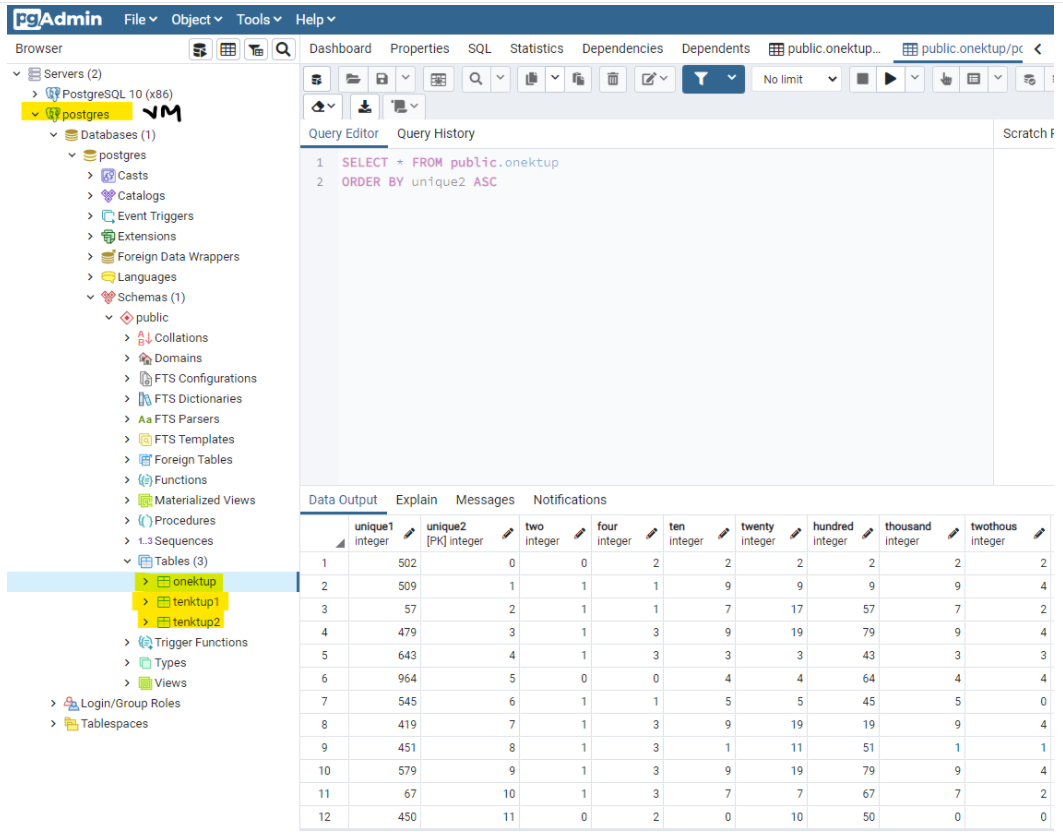 pgAdmin File Object Tools Help
Browser
Dashboard Properties SQL Statistics Dependencies Dependents public.onektup... public.onektup/pc
Servers (2)
PostgreSQL 10 (x86)
postgres VM
Databases (1)
postgres
Casts
Catalogs
Event Triggers
Extensions
Foreign Data Wrappers
Languages
Schemas (1)
public
Collations
Domains
FTS Configurations
FTS Dictionaries
Aa FTS Parsers
FTS Templates
Foreign Tables
Functions
Materialized Views
Procedures
1..3 Sequences
Tables (3)
onektup
tenktup1
tenktup2
Trigger Functions
Types
Views
Login/Group Roles
Tablespaces
No limit
Query Editor Query History Scratch P
1 SELECT * FROM public.onektup
2 ORDER BY unique2 ASC
Data Output Explain Messages Notifications
unique1 unique2 two four ten twenty hundred thousand twothous
integer [PK] integer integer integer integer integer integer integer integer
1 502 0 0 2 2 2 2 2 2
2 509 1 1 1 9 9 9 9 4
3 57 2 1 1 7 17 57 7 2
4 479 3 1 3 9 19 79 9 4
5 643 4 1 3 3 3 43 3 3
6 964 5 0 0 4 4 64 4 4
7 545 6 1 1 5 5 45 5 0
8 419 7 1 3 9 19 19 9 4
9 451 8 1 3 1 11 51 1 1
10 579 9 1 3 9 19 79 9 4
11 67 10 1 3 7 7 67 7 2
12 450 11 0 2 0 10 50 0 0